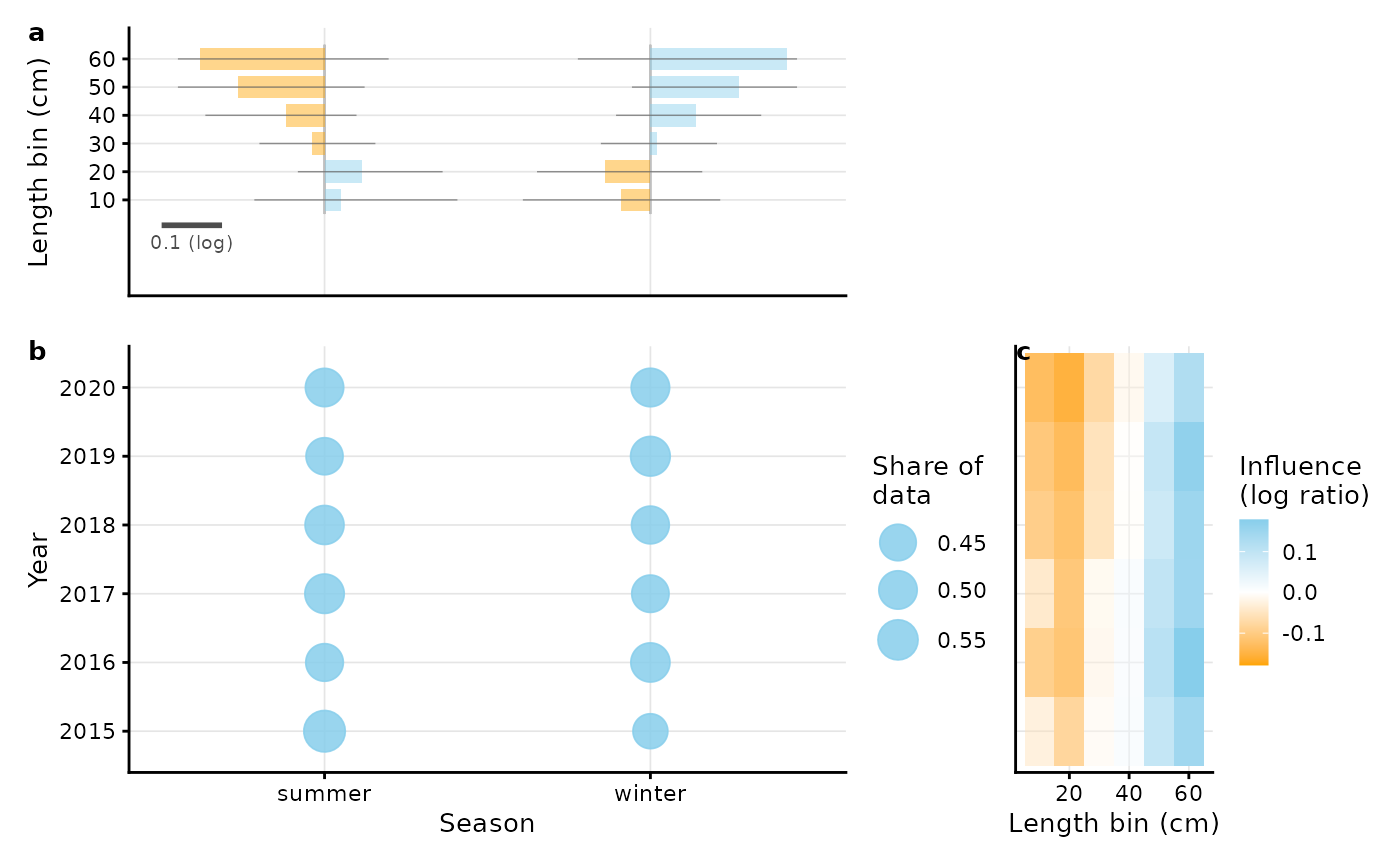 a
Length bin (cm)
60
50
40
30
20
10
0.1 (log)
b
Year
2020
2019
2018
2017
2016
2015
summer
winter
Season
Share of
data
0.45
0.50
0.55
c
20
40
60
Length bin (cm)
Influence
(log ratio)
0.1
0.0
-0.1